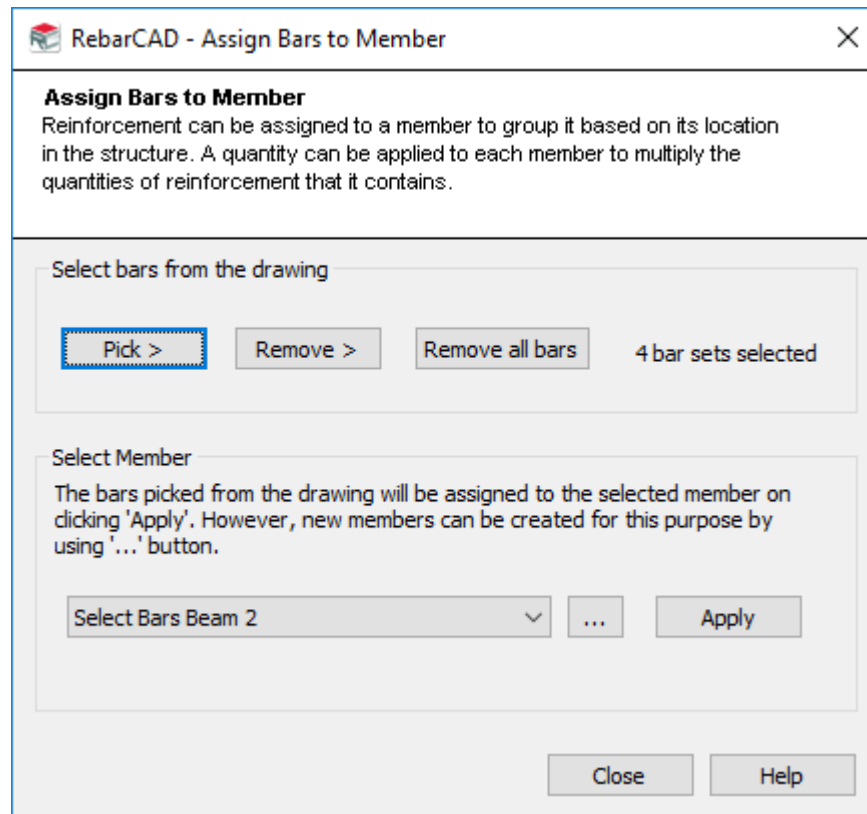 RebarCAD - Assign Bars to Member
Assign Bars to Member
Reinforcement can be assigned to a member to group it based on its location
in the structure. A quantity can be applied to each member to multiply the
quantities of reinforcement that it contains.
Select bars from the drawing
Pick > Remove > Remove all bars 4 bar sets selected
Select Member
The bars picked from the drawing will be assigned to the selected member on
clicking 'Apply'. However, new members can be created for this purpose by
using '...' button.
Select Bars Beam 2 ... Apply
Close Help